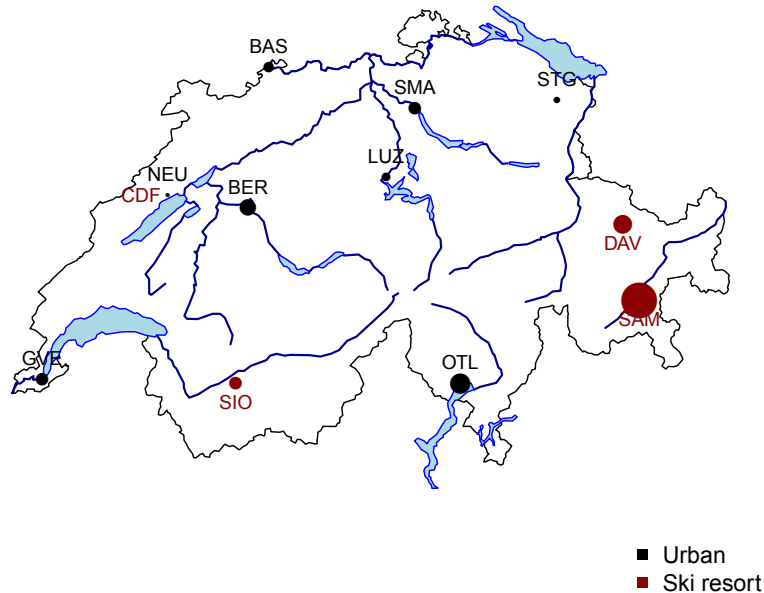 BAS
STG
SMA
LUZ
NEU
CDF
BER
DAV
SAM
GVE
OTL
SIO
Urban
Ski resort